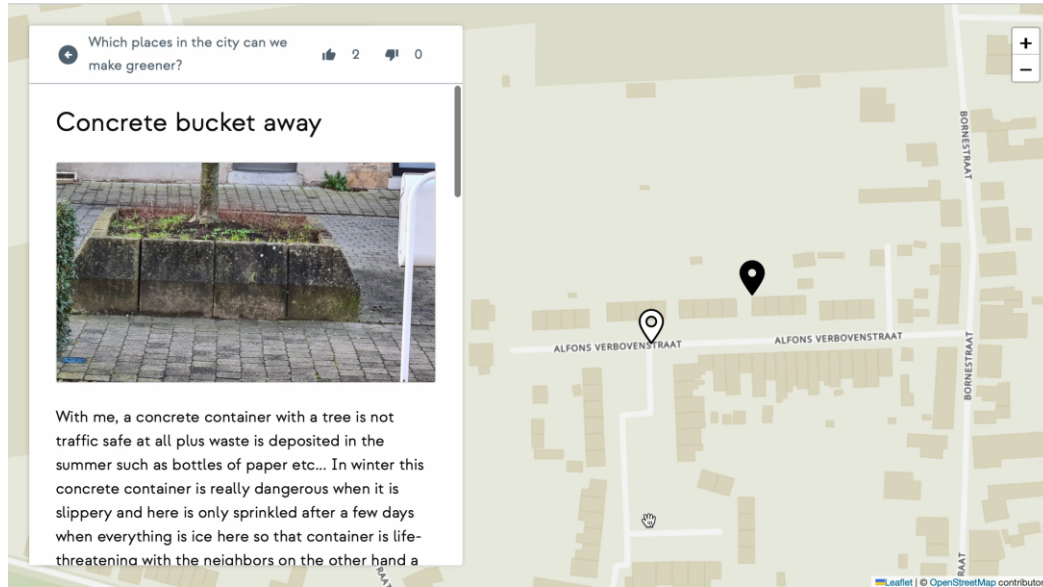 Which places in the city can we
make greener?
2
0
Concrete bucket away
With me, a concrete container with a tree is not
traffic safe at all plus waste is deposited in the
summer such as bottles of paper etc... In winter this
concrete container is really dangerous when it is
slippery and here is only sprinkled after a few days
when everything is ice here so that container is life-
threatening with the neighbors on the other hand a
+
−
BORNESTRAAT
ALFONS VERBOVENSTRAAT
ALFONS VERBOVENSTRAAT
BORNESTRAAT
RAAT
RAAT
Leaflet | © OpenStreetMap contributor